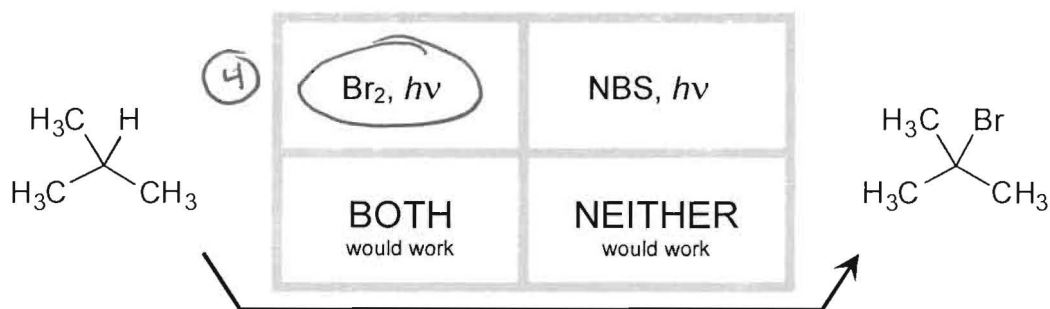 4
Br₂, hν
NBS, hν
H₃C H
H₃C CH₃
BOTH
would work
NEITHER
would work
H₃C Br
H₃C CH₃